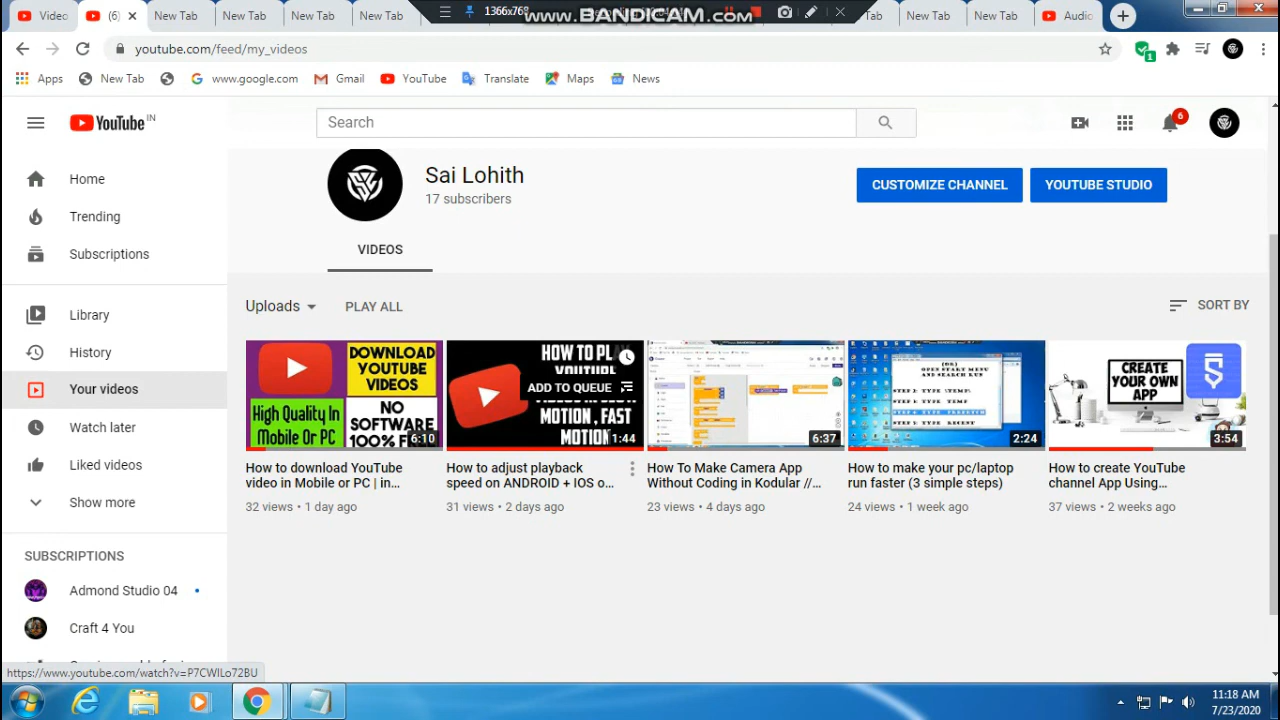 Video
(6)
New Tab
New Tab
New Tab
New Tab
1366x768
www.BANDICAM.com
Tab
New Tab
New Tab
Audio
youtube.com/feed/my_videos
1
Apps
New Tab
www.google.com
Gmail
YouTube
Translate
Maps
News
YouTube IN
Search
6
Home
Trending
Subscriptions
Library
History
Your videos
Watch later
Liked videos
Show more
SUBSCRIPTIONS
Admond Studio 04
Craft 4 You
Sai Lohith
17 subscribers
CUSTOMIZE CHANNEL
YOUTUBE STUDIO
VIDEOS
Uploads
PLAY ALL
SORT BY
DOWNLOAD
YOUTUBE
VIDEOS
High Quality In
Mobile Or PC
NO
SOFTWARE
6:10
How to download YouTube
video in Mobile or PC | in...
32 views • 1 day ago
ADD TO QUEUE
MOTION , FAST
MOTION
1:44
How to adjust playback
speed on ANDROID + IOS o...
31 views • 2 days ago
6:37
How To Make Camera App
Without Coding in Kodular //...
23 views • 4 days ago
(OR)
OPEN START MENU
AND SEARCH RUN
2:24
How to make your pc/laptop
run faster (3 simple steps)
24 views • 1 week ago
CREATE
YOUR OWN
APP
3:54
How to create YouTube
channel App Using...
37 views • 2 weeks ago
https://www.youtube.com/watch?v=P7CWlLo72BU
11:18 AM
7/23/2020